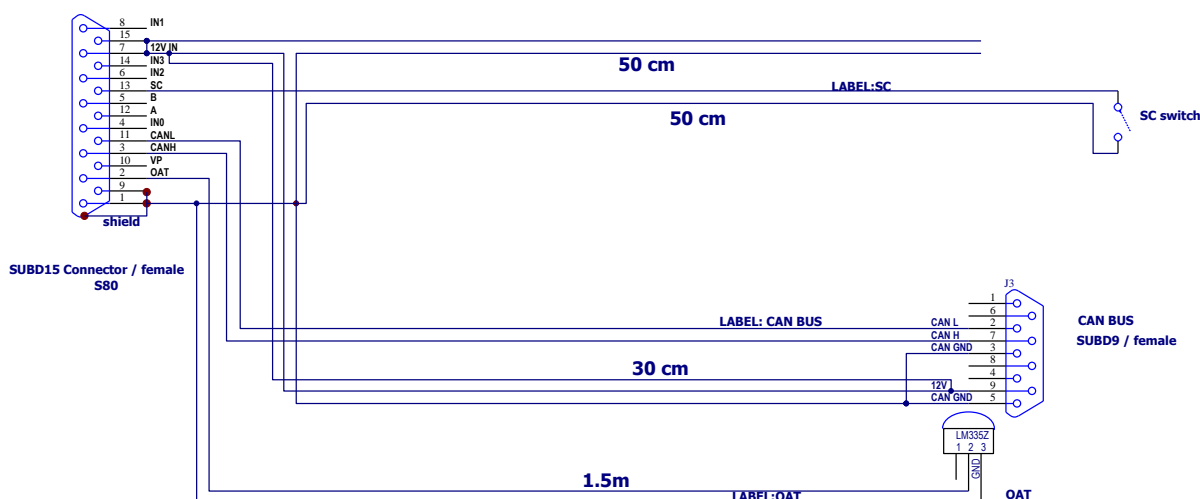 8 IN1
15
7 12V IN
14 IN3
6 IN2
13 SC
5 B
12 A
4 IN0
11 CANL
3 CANH
10 VP
2 OAT
9
1
shield
SUBD15 Connector / female
S80
50 cm
LABEL:SC
50 cm
SC switch
J3
1
6
LABEL: CAN BUS
CAN L 2
CAN H 7
CAN GND 3
8
4
12V 9
CAN GND 5
CAN BUS
SUBD9 / female
30 cm
LM335Z
1 2 3
GND
1.5m
LABEL:OAT
OAT